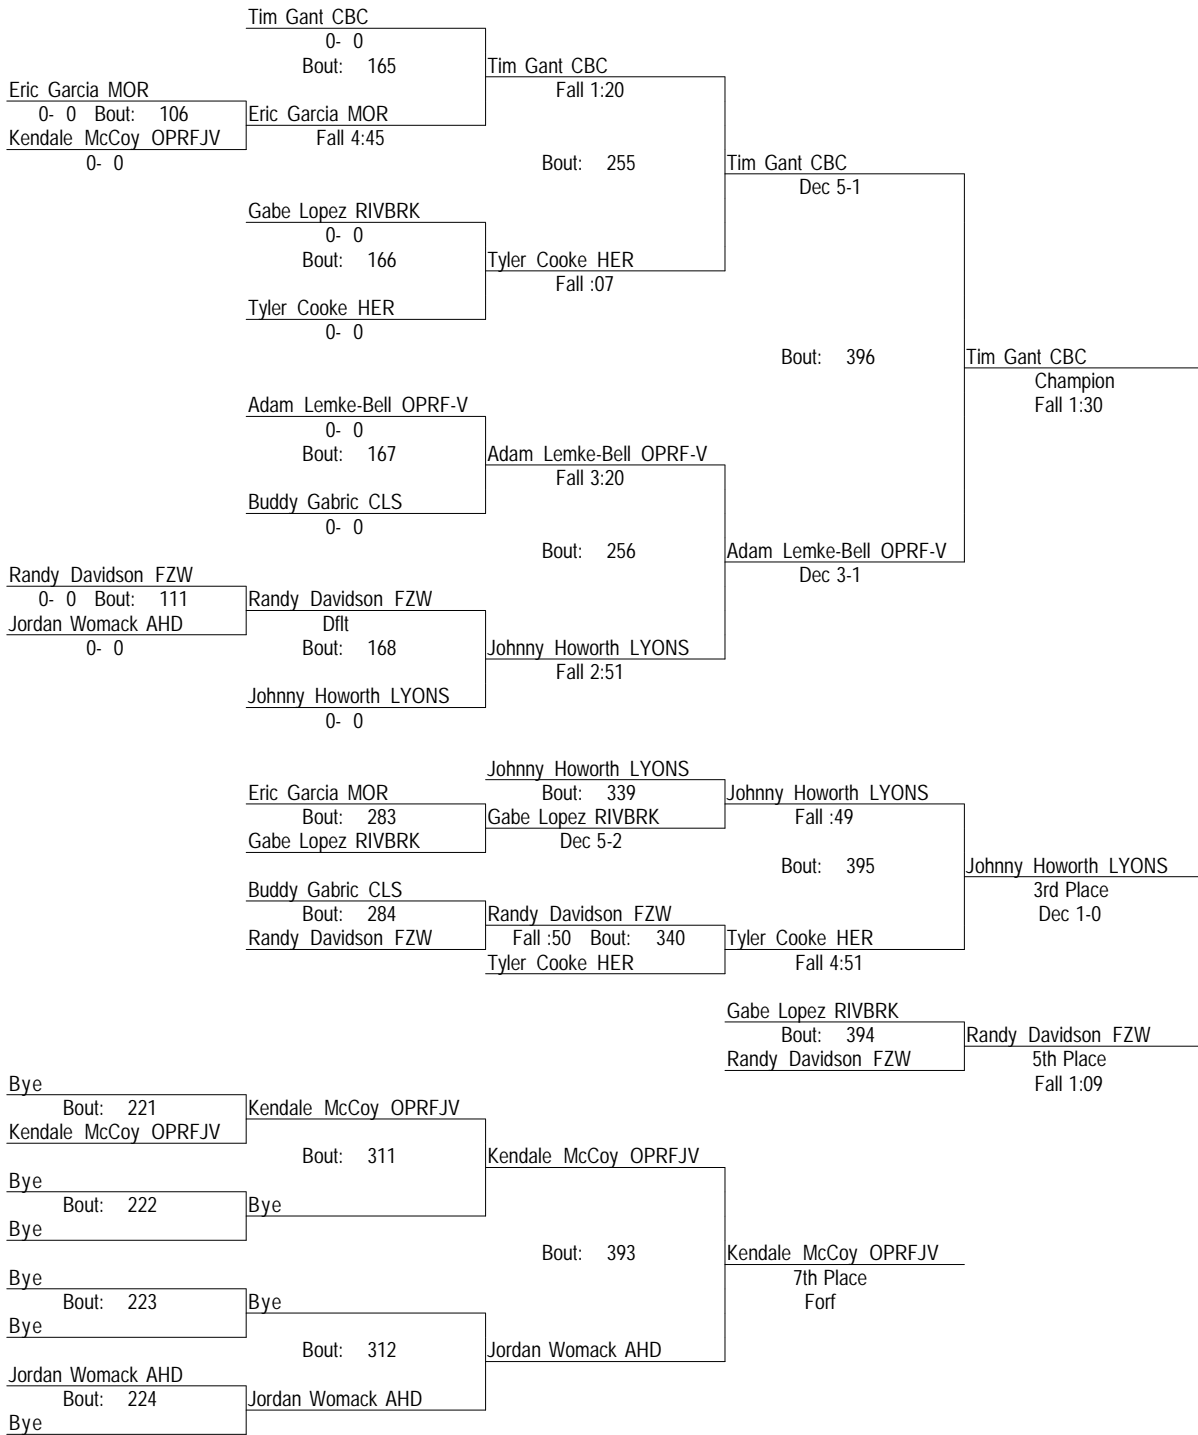 Tim Gant CBC
0- 0
Bout: 165
Tim Gant CBC
Fall 1:20
Eric Garcia MOR
0- 0 Bout: 106
Eric Garcia MOR
Fall 4:45
Kendale McCoy OPRFJV
0- 0
Bout: 255
Tim Gant CBC
Dec 5-1
Gabe Lopez RIVBRK
0- 0
Bout: 166
Tyler Cooke HER
Fall :07
Tyler Cooke HER
0- 0
Bout: 396
Tim Gant CBC
Champion
Fall 1:30
Adam Lemke-Bell OPRF-V
0- 0
Bout: 167
Adam Lemke-Bell OPRF-V
Fall 3:20
Buddy Gabric CLS
0- 0
Bout: 256
Adam Lemke-Bell OPRF-V
Dec 3-1
Randy Davidson FZW
0- 0 Bout: 111
Randy Davidson FZW
Dflt
Jordan Womack AHD
0- 0
Bout: 168
Johnny Howorth LYONS
Fall 2:51
Johnny Howorth LYONS
0- 0
Johnny Howorth LYONS
Bout: 339
Johnny Howorth LYONS
Fall :49
Eric Garcia MOR
Bout: 283
Gabe Lopez RIVBRK
Dec 5-2
Gabe Lopez RIVBRK
Bout: 395
Johnny Howorth LYONS
3rd Place
Dec 1-0
Buddy Gabric CLS
Bout: 284
Randy Davidson FZW
Fall :50 Bout: 340
Randy Davidson FZW
Tyler Cooke HER
Fall 4:51
Tyler Cooke HER
Gabe Lopez RIVBRK
Bout: 394
Randy Davidson FZW
5th Place
Fall 1:09
Randy Davidson FZW
Bye
Bout: 221
Kendale McCoy OPRFJV
Kendale McCoy OPRFJV
Bout: 311
Kendale McCoy OPRFJV
Bye
Bout: 222
Bye
Bye
Bout: 393
Kendale McCoy OPRFJV
7th Place
Forf
Bye
Bout: 223
Bye
Bye
Bout: 312
Jordan Womack AHD
Jordan Womack AHD
Bout: 224
Jordan Womack AHD
Bye